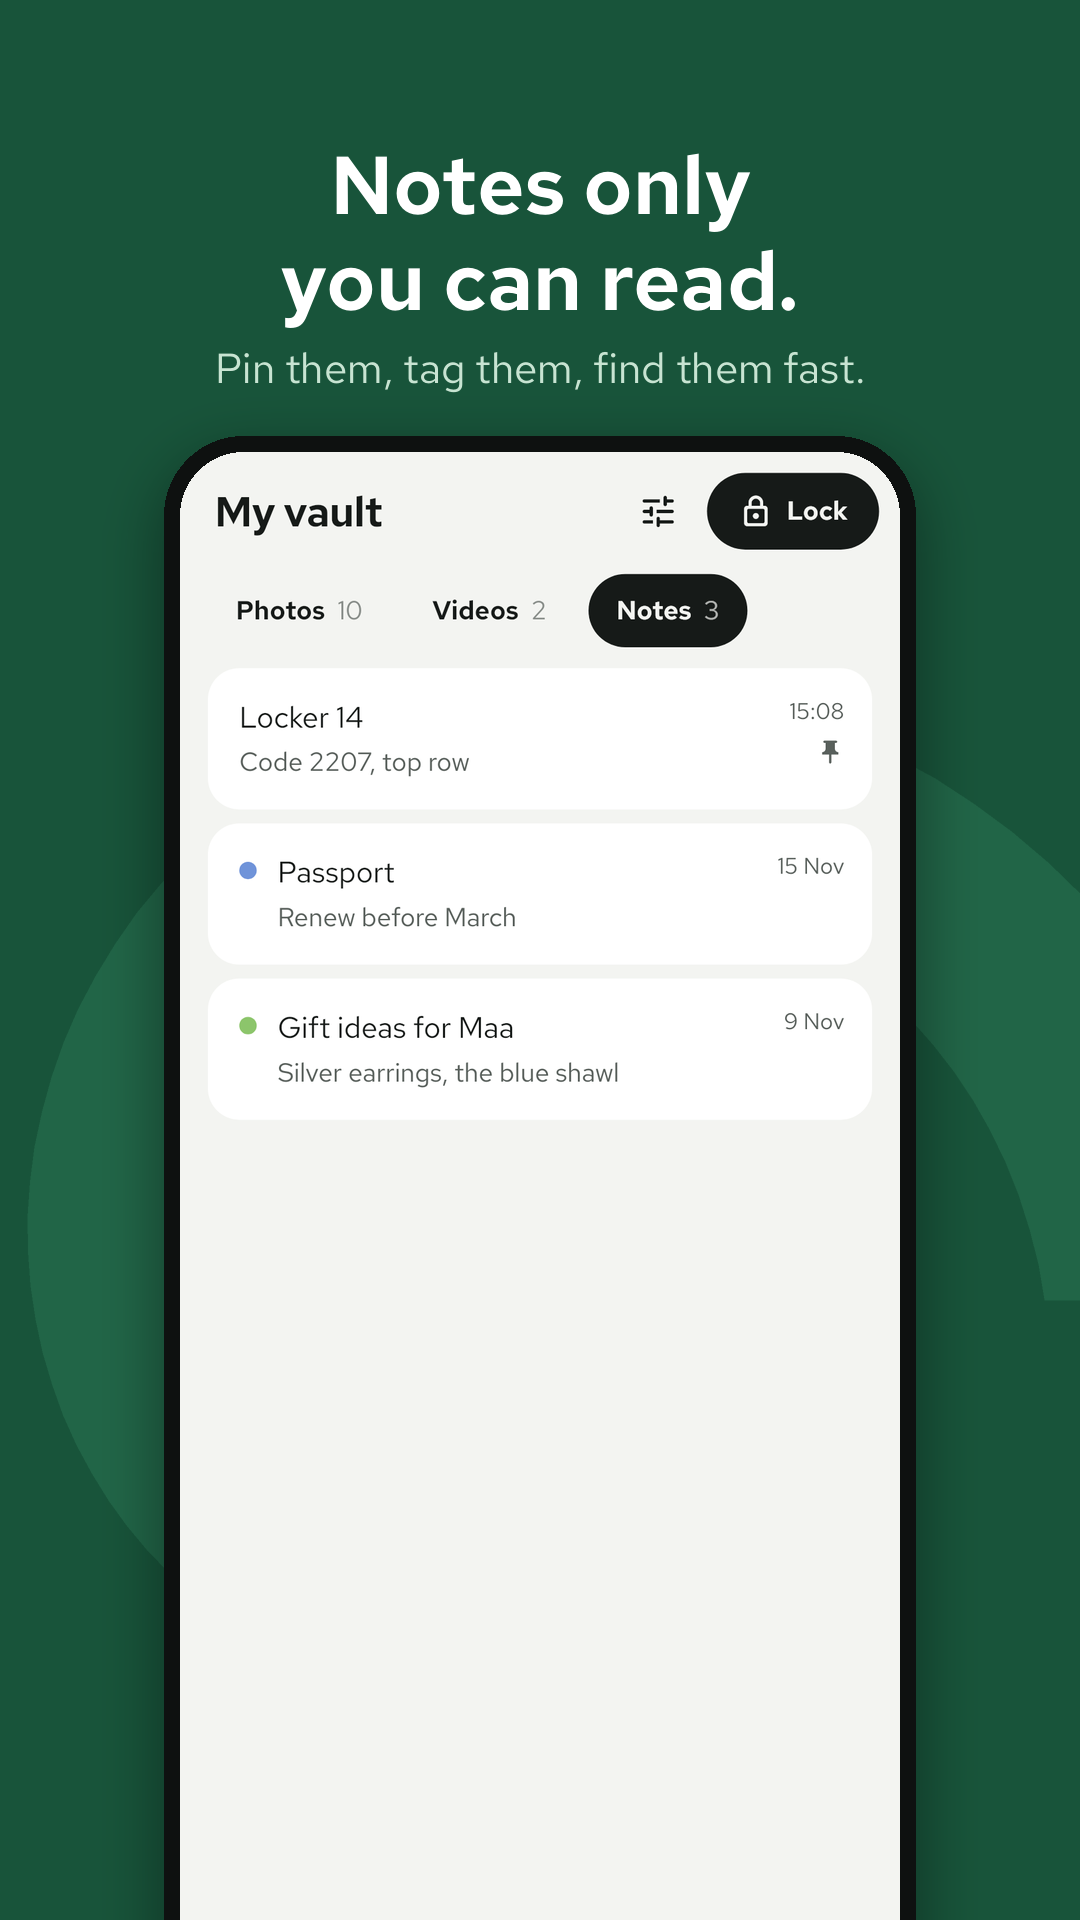 Notes only
you can read.
Pin them, tag them, find them fast.
My vault
Lock
Photos 10 Videos 2 Notes 3
Locker 14 15:08
Code 2207, top row
Passport 15 Nov
Renew before March
Gift ideas for Maa 9 Nov
Silver earrings, the blue shawl